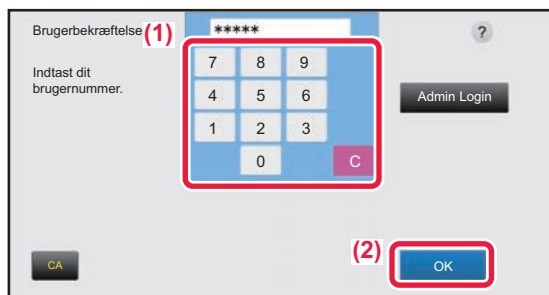 Brugerbekræftelse
(1)
*****
?
Indtast dit
brugernummer.
7 8 9
4 5 6
1 2 3
0 C
Admin Login
(2)
CA
OK